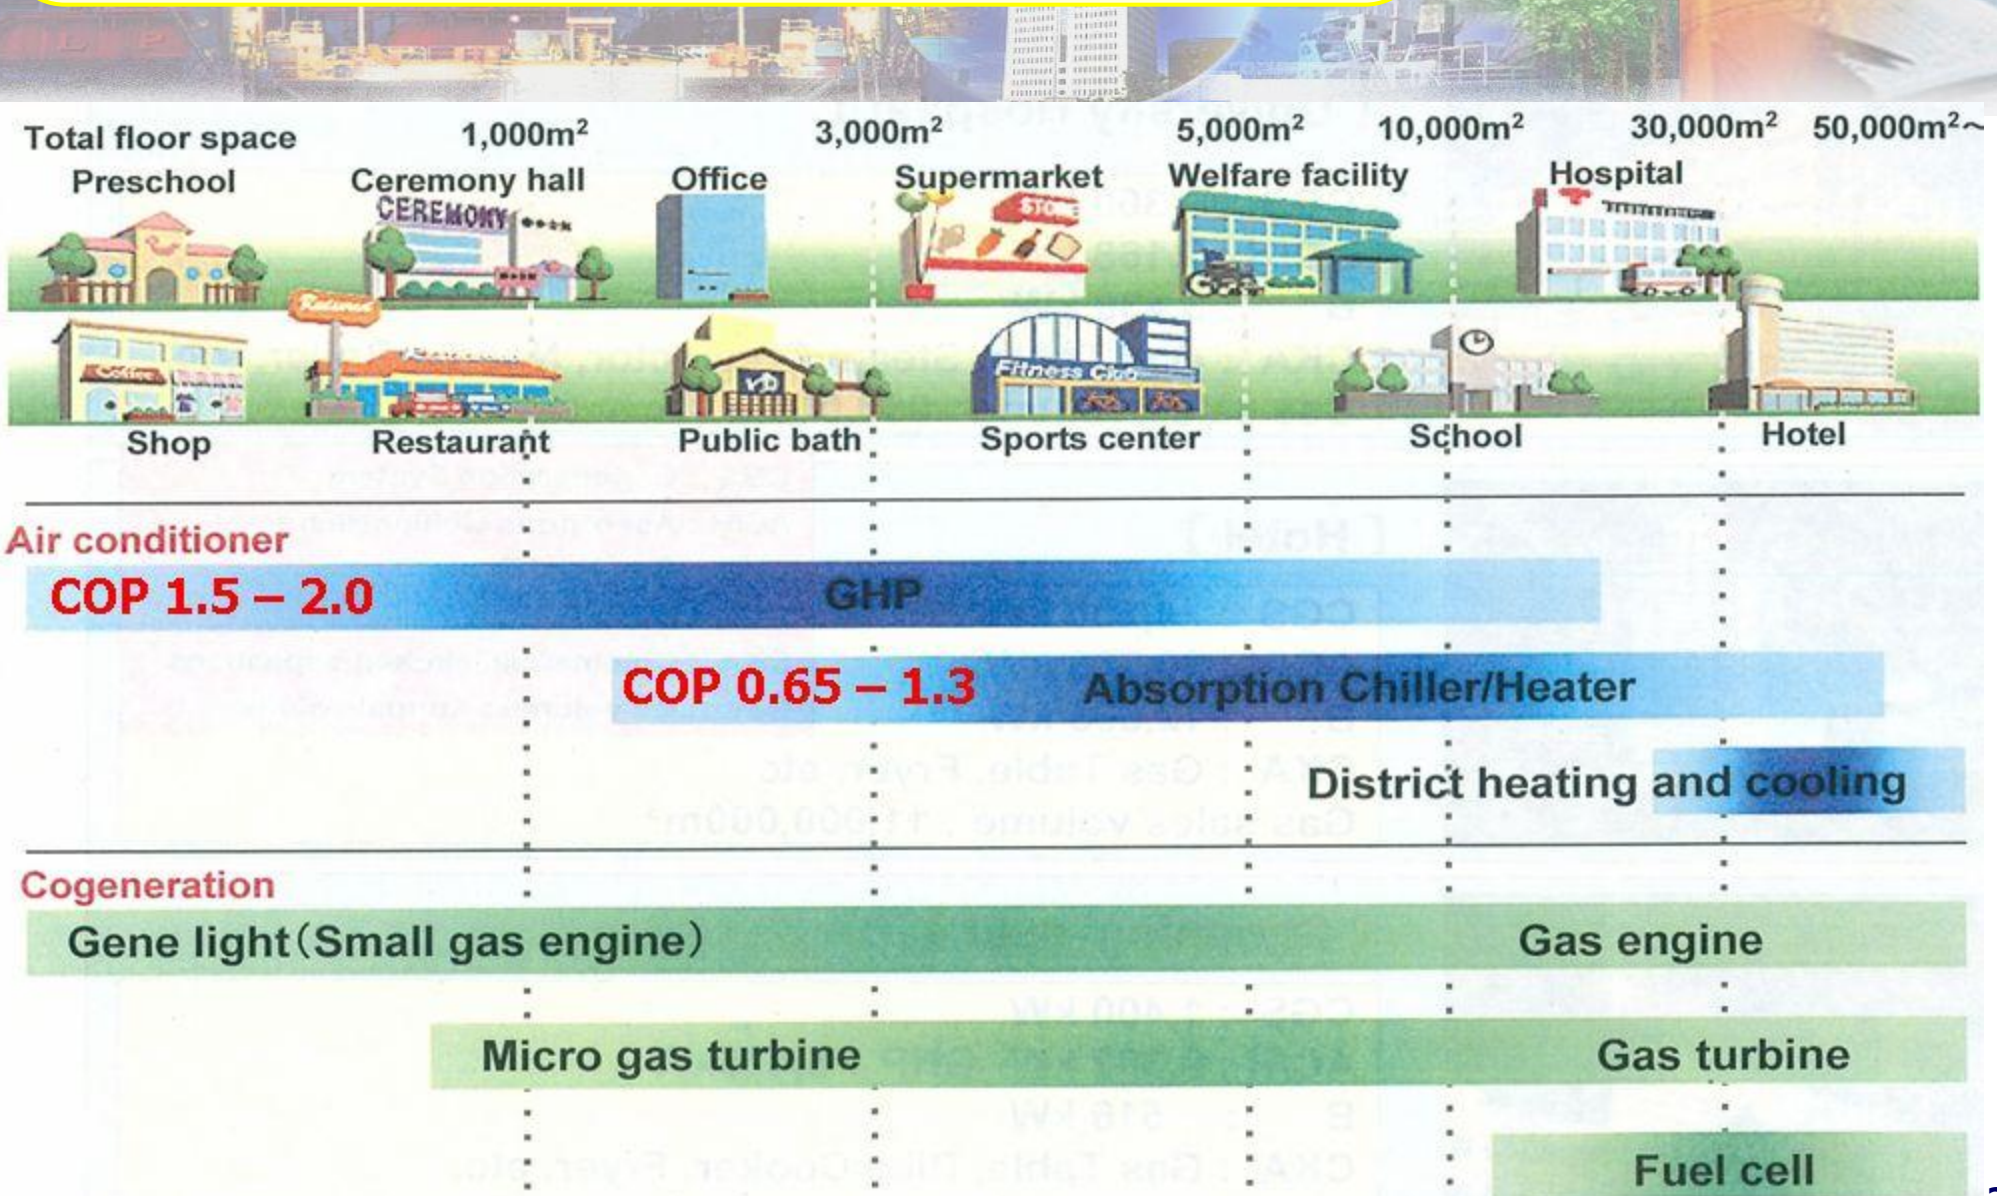 Total floor space
1,000m²
3,000m²
5,000m²
10,000m²
30,000m²
50,000m²~
Preschool
Ceremony hall
Office
Supermarket
Welfare facility
Hospital
CEREMONY
STORE
Coffee
Fitness Club
Shop
Restaurant
Public bath
Sports center
School
Hotel
Air conditioner
COP 1.5 – 2.0
GHP
COP 0.65 – 1.3
Absorption Chiller/Heater
District heating and cooling
Cogeneration
Gene light(Small gas engine)
Gas engine
Micro gas turbine
Gas turbine
Fuel cell